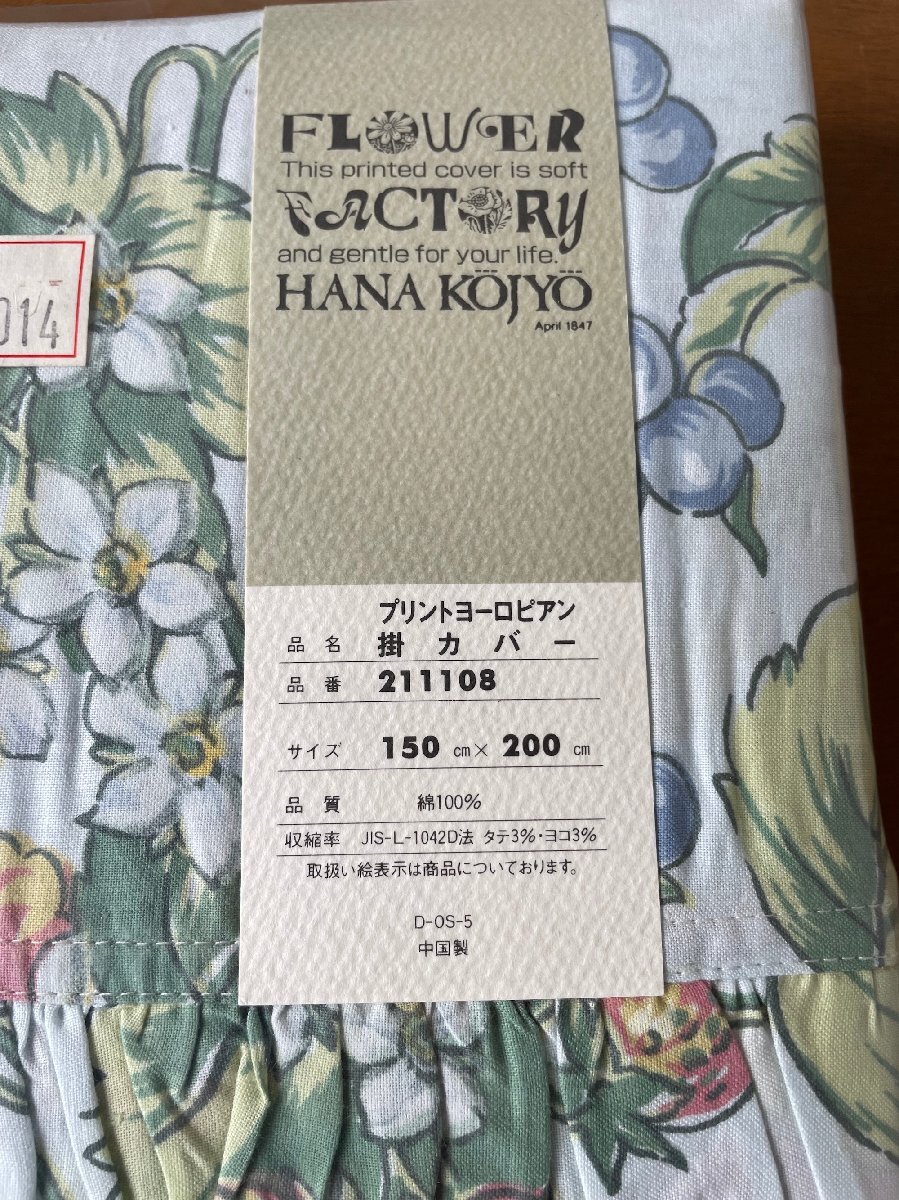 FLOWER
This printed cover is soft
FACTORY
and gentle for your life.
HANA KŌJYŌ
April 1847
014
プリントヨーロピアン
品名 掛カバー
品番 211108
サイズ 150 cm × 200 cm
品質 綿100%
収縮率 JIS-L-1042D法 タテ3%・ヨコ3%
取扱い絵表示は商品についております。
D-OS-5
中国製